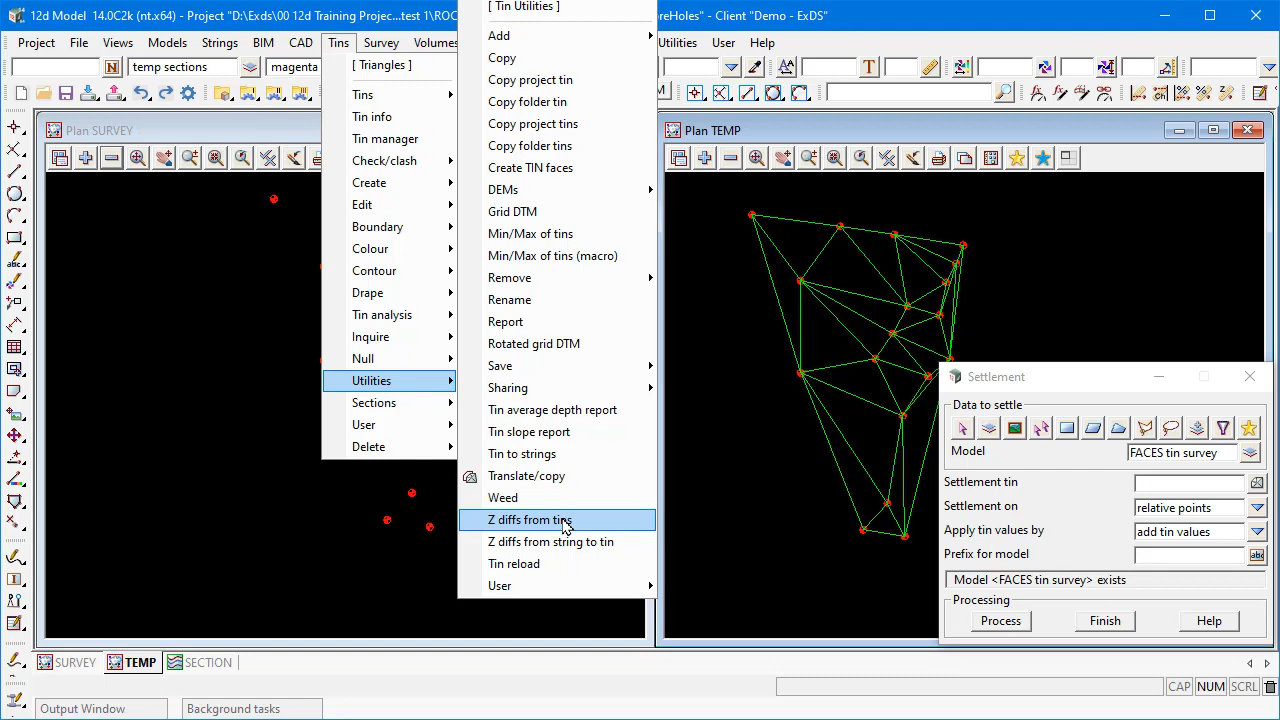 12d Model 14.0C2k (nt.x64) - Project "D:\Exds\00 12d Training Projec...test 1\ROC
oreHoles" - Client "Demo - ExDS"
Project File Views Models Strings BIM CAD Tins Survey Volumes
Utilities User Help
temp sections
magenta
Plan SURVEY
Plan TEMP
[ Triangles ]
Tins
Tin info
Tin manager
Check/clash
Create
Edit
Boundary
Colour
Contour
Drape
Tin analysis
Inquire
Null
Utilities
Sections
User
Delete
[ Tin Utilities ]
Add
Copy
Copy project tin
Copy folder tin
Copy project tins
Copy folder tins
Create TIN faces
DEMs
Grid DTM
Min/Max of tins
Min/Max of tins (macro)
Remove
Rename
Report
Rotated grid DTM
Save
Sharing
Tin average depth report
Tin slope report
Tin to strings
Translate/copy
Weed
Z diffs from tins
Z diffs from string to tin
Tin reload
User
Settlement
Data to settle
Model FACES tin survey
Settlement tin
Settlement on relative points
Apply tin values by add tin values
Prefix for model
Model <FACES tin survey> exists
Processing
Process Finish Help
SURVEY TEMP SECTION
CAP NUM SCRL
Output Window Background tasks